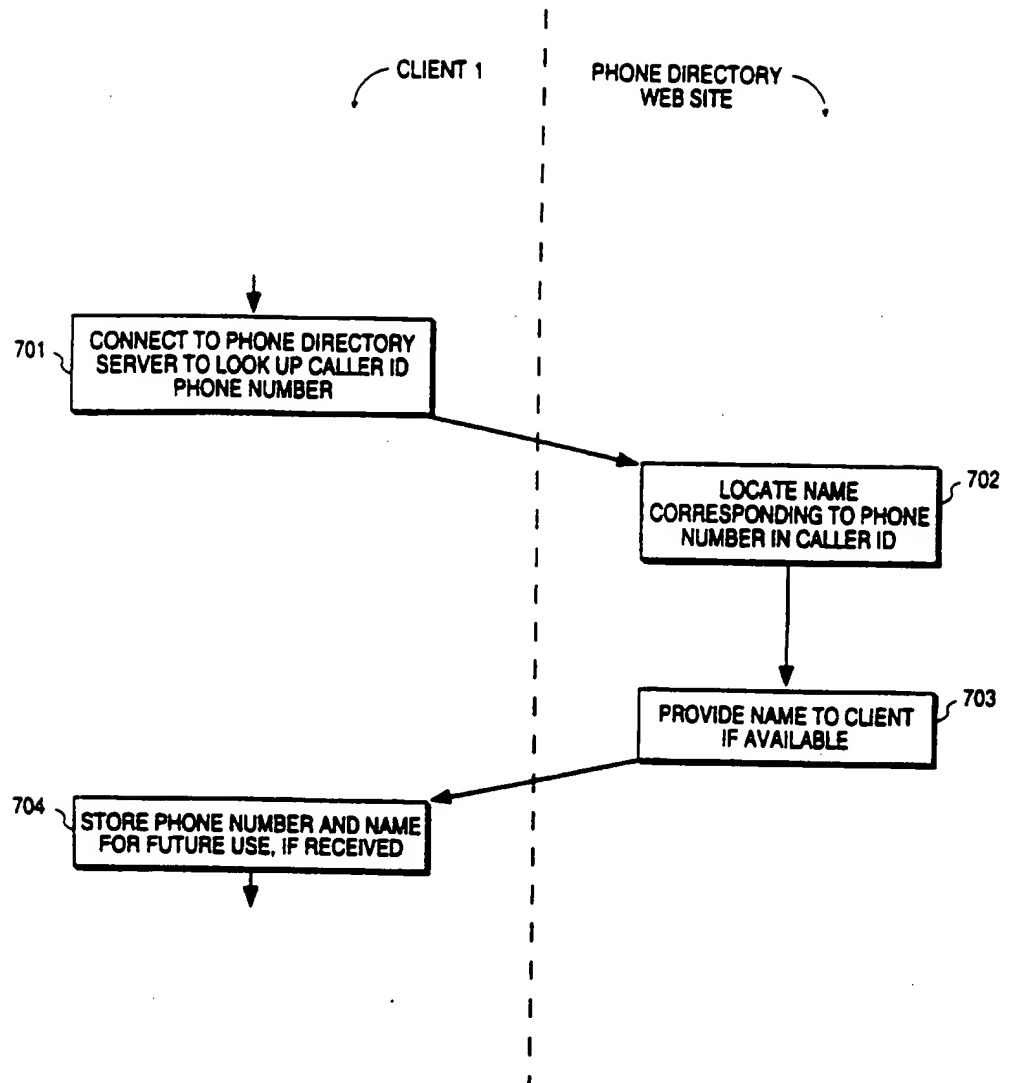 CLIENT 1
PHONE DIRECTORY
WEB SITE
701
CONNECT TO PHONE DIRECTORY
SERVER TO LOOK UP CALLER ID
PHONE NUMBER
702
LOCATE NAME
CORRESPONDING TO PHONE
NUMBER IN CALLER ID
703
PROVIDE NAME TO CLIENT
IF AVAILABLE
704
STORE PHONE NUMBER AND NAME
FOR FUTURE USE, IF RECEIVED